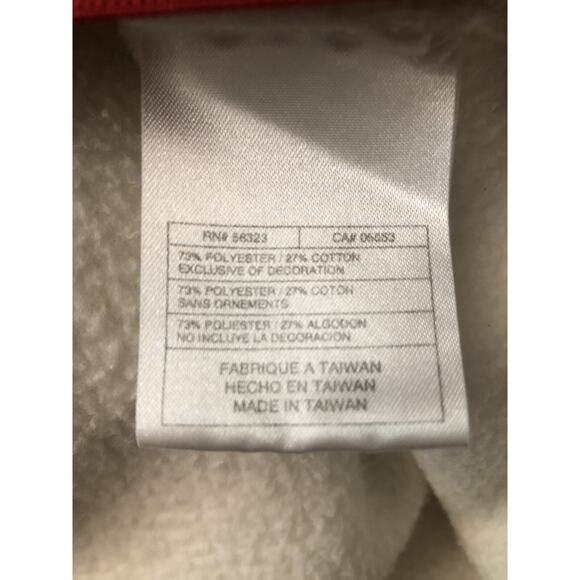 RN# 56323 CA# 05553
73% POLYESTER / 27% COTTON
EXCLUSIVE OF DECORATION
73% POLYESTER / 27% COTON
SANS ORNEMENTS
73% POLIESTER / 27% ALGODON
NO INCLUYE LA DECORACION
FABRIQUE A TAIWAN
HECHO EN TAIWAN
MADE IN TAIWAN